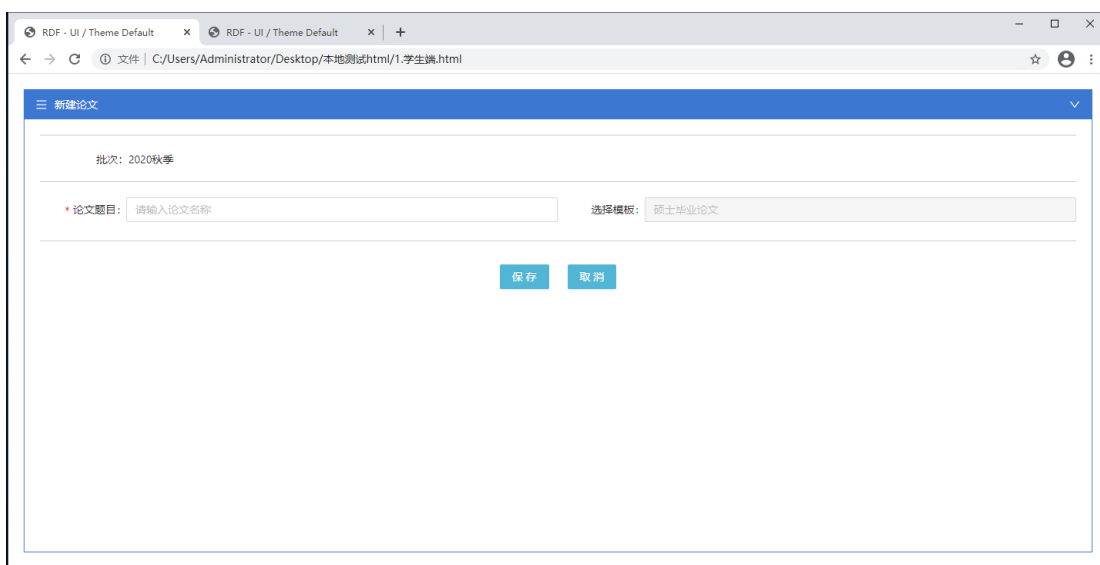 RDF - UI / Theme Default RDF - UI / Theme Default
文件 C:/Users/Administrator/Desktop/本地测试html/1.学生端.html
新建论文
批次：2020秋季
* 论文题目： 请输入论文名称 选择模板： 硕士毕业论文
保存 取消